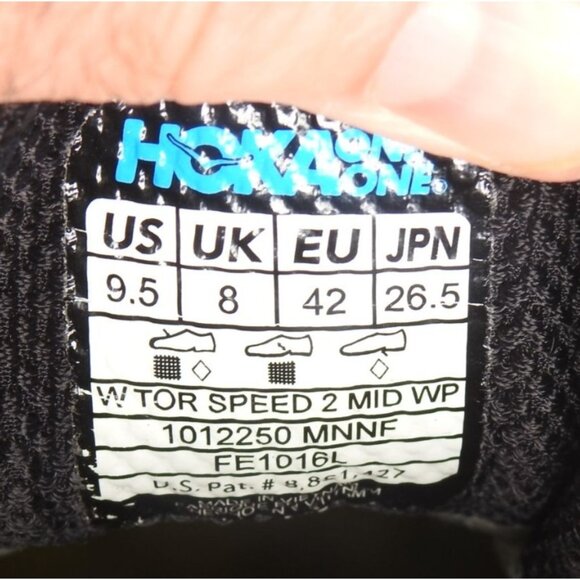 HOKA ONE ONE®
US UK EU JPN
9.5 8 42 26.5
W TOR SPEED 2 MID WP
1012250 MNNF
FE1016L
U.S. Pat. #